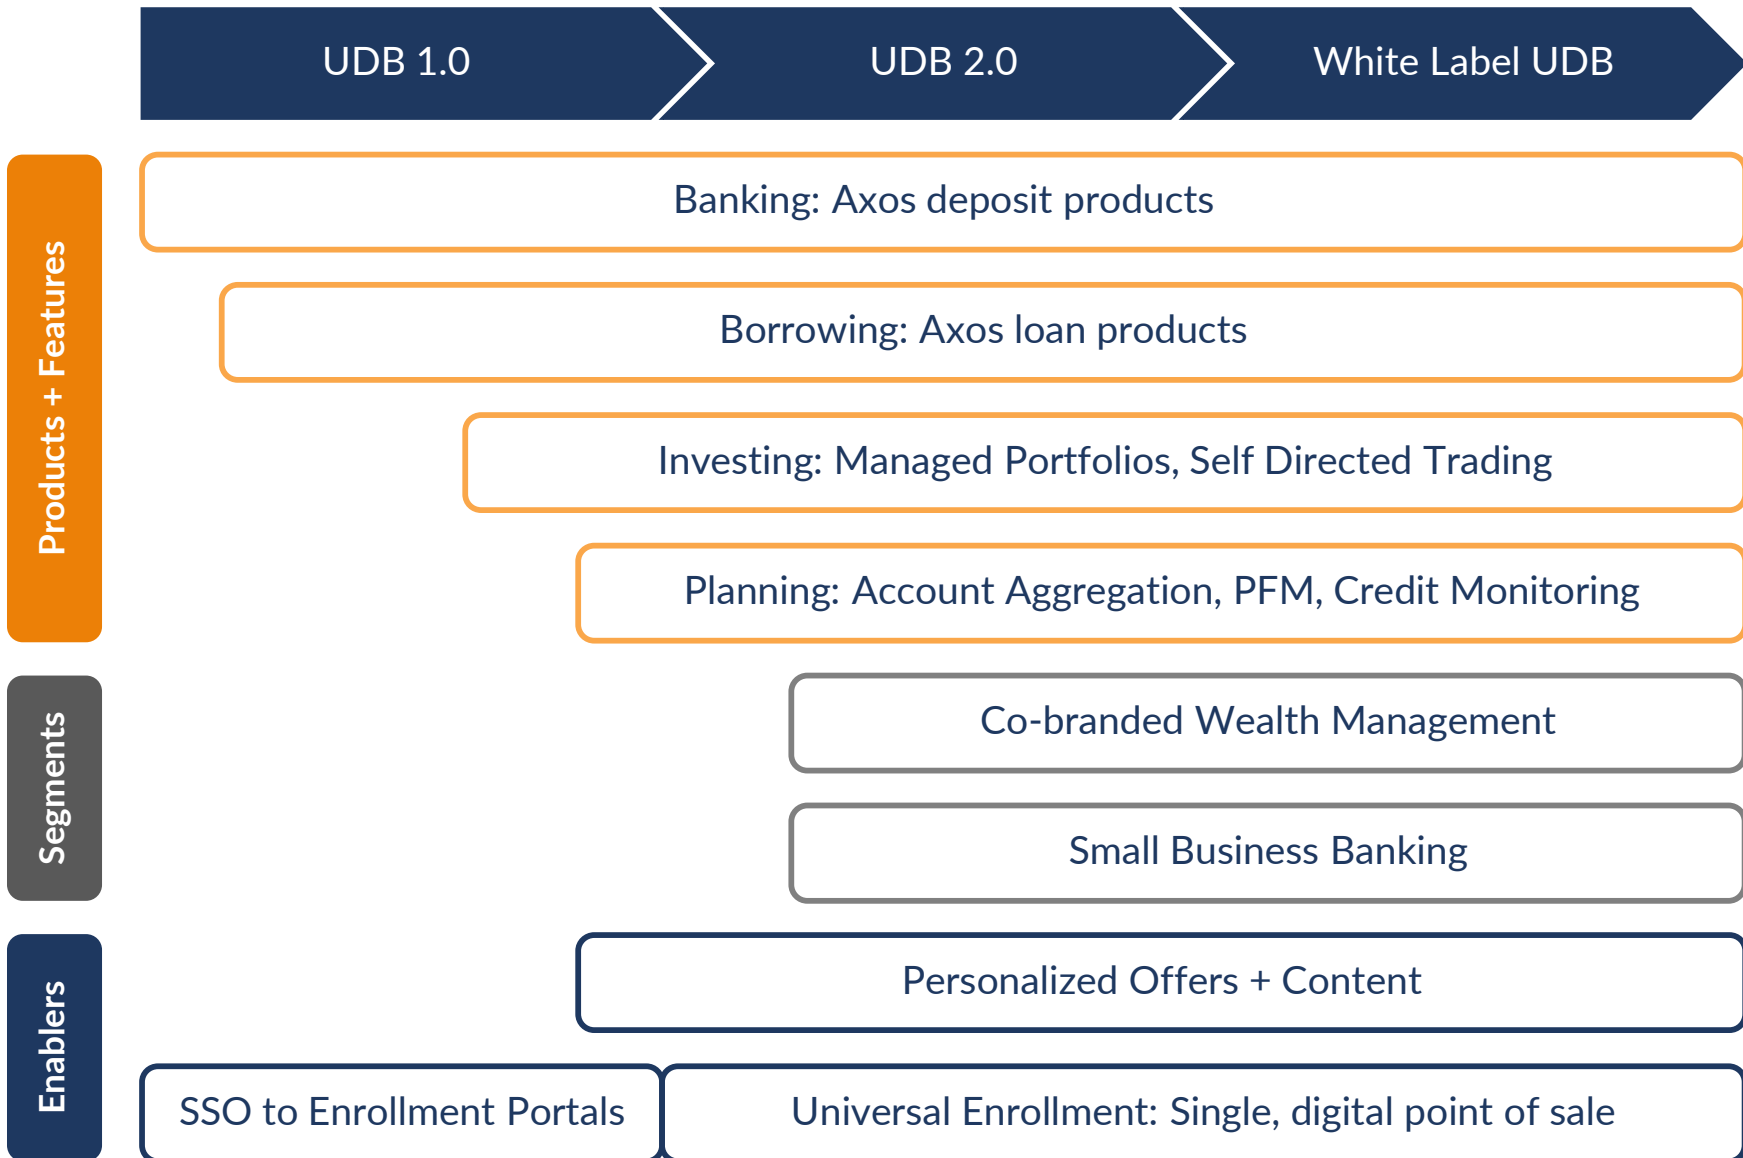 UDB 1.0
UDB 2.0
White Label UDB
Products + Features
Banking: Axos deposit products
Borrowing: Axos loan products
Investing: Managed Portfolios, Self Directed Trading
Planning: Account Aggregation, PFM, Credit Monitoring
Segments
Co-branded Wealth Management
Small Business Banking
Enablers
Personalized Offers + Content
SSO to Enrollment Portals
Universal Enrollment: Single, digital point of sale